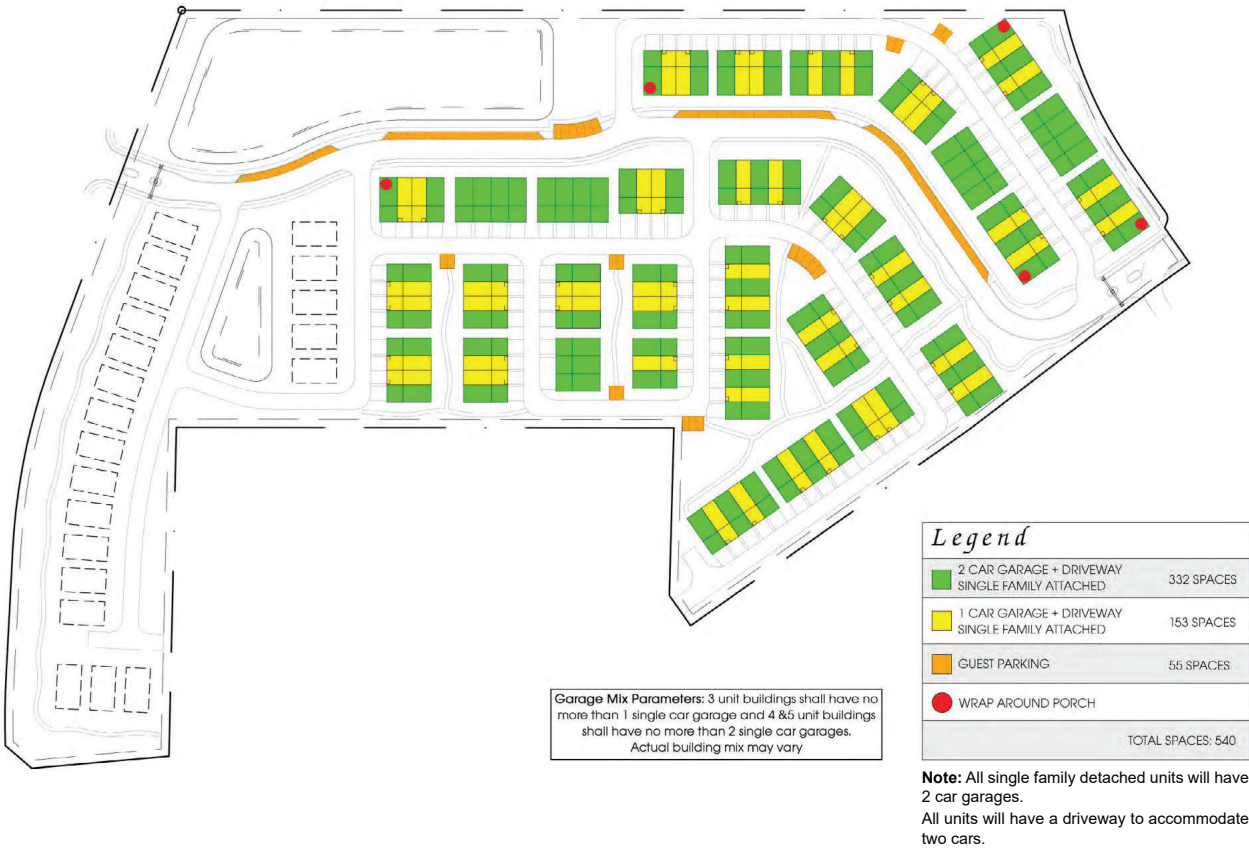 Legend
2 CAR GARAGE + DRIVEWAY
SINGLE FAMILY ATTACHED
332 SPACES
1 CAR GARAGE + DRIVEWAY
SINGLE FAMILY ATTACHED
153 SPACES
GUEST PARKING
55 SPACES
WRAP AROUND PORCH
TOTAL SPACES: 540
Garage Mix Parameters: 3 unit buildings shall have no
more than 1 single car garage and 4 &5 unit buildings
shall have no more than 2 single car garages.
Actual building mix may vary
Note: All single family detached units will have
2 car garages.
All units will have a driveway to accommodate
two cars.